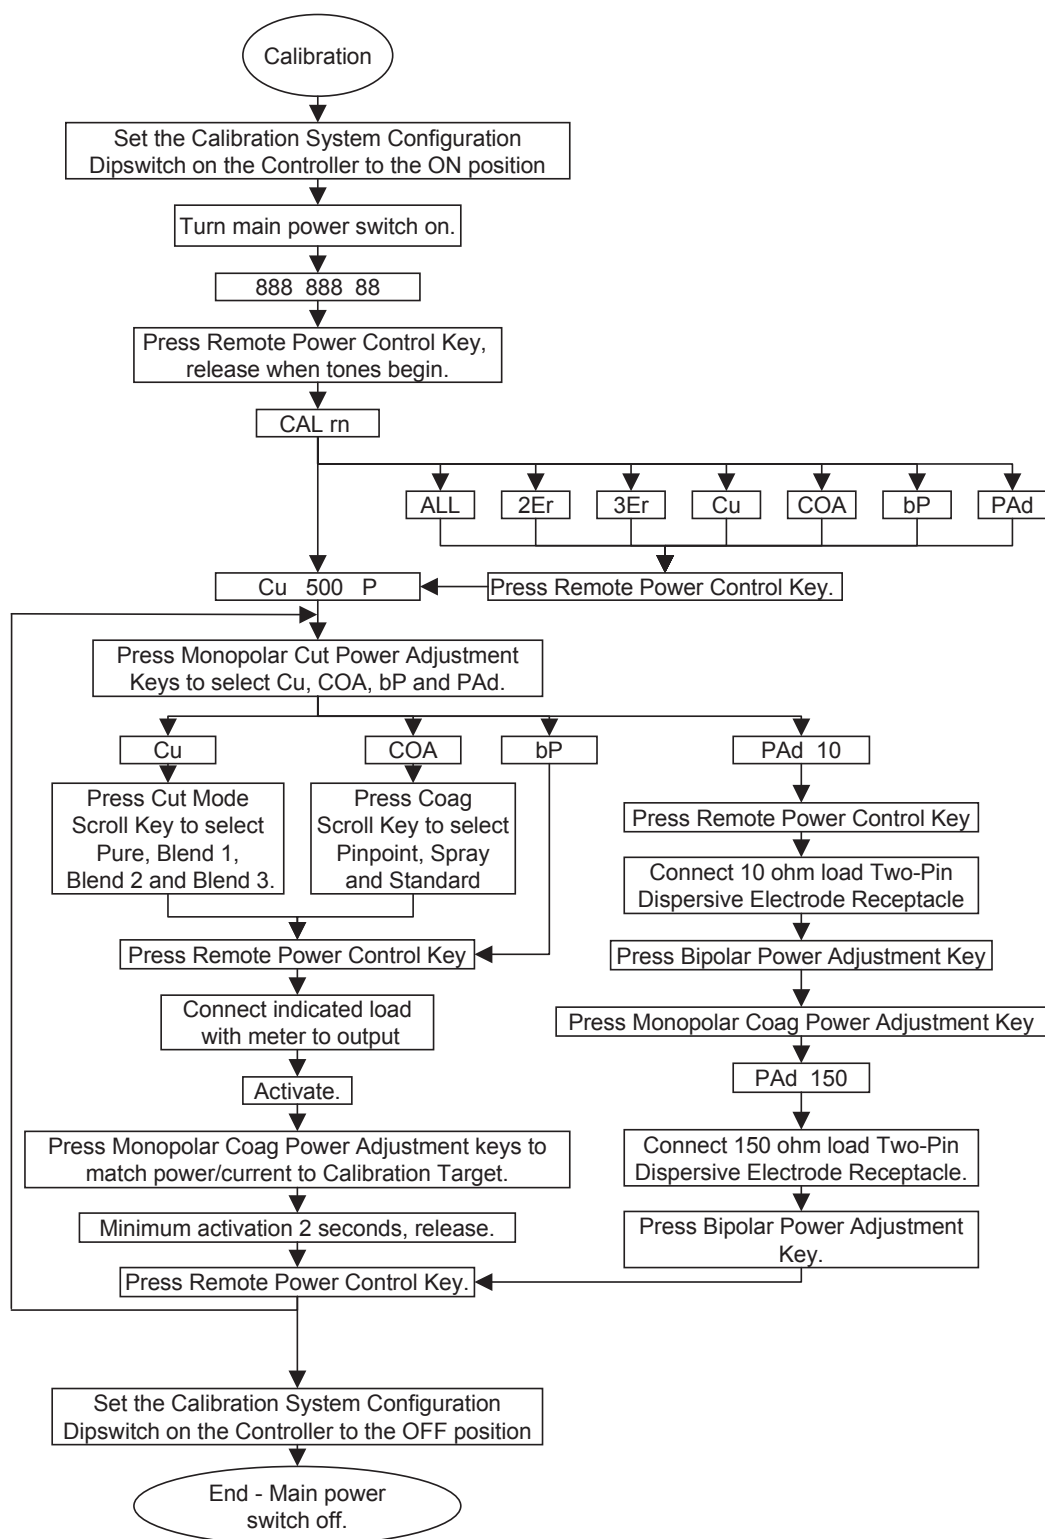 Calibration
Set the Calibration System Configuration
Dipswitch on the Controller to the ON position
Turn main power switch on.
888 888 88
Press Remote Power Control Key,
release when tones begin.
CAL rn
ALL
2Er
3Er
Cu
COA
bP
PAd
Cu 500 P
Press Remote Power Control Key.
Press Monopolar Cut Power Adjustment
Keys to select Cu, COA, bP and PAd.
Cu
COA
bP
PAd 10
Press Cut Mode
Scroll Key to select
Pure, Blend 1,
Blend 2 and Blend 3.
Press Coag
Scroll Key to select
Pinpoint, Spray
and Standard
Press Remote Power Control Key
Connect 10 ohm load Two-Pin
Dispersive Electrode Receptacle
Press Remote Power Control Key
Press Bipolar Power Adjustment Key
Connect indicated load
with meter to output
Press Monopolar Coag Power Adjustment Key
Activate.
PAd 150
Press Monopolar Coag Power Adjustment keys to
match power/current to Calibration Target.
Connect 150 ohm load Two-Pin
Dispersive Electrode Receptacle.
Minimum activation 2 seconds, release.
Press Bipolar Power Adjustment
Key.
Press Remote Power Control Key.
Set the Calibration System Configuration
Dipswitch on the Controller to the OFF position
End - Main power
switch off.